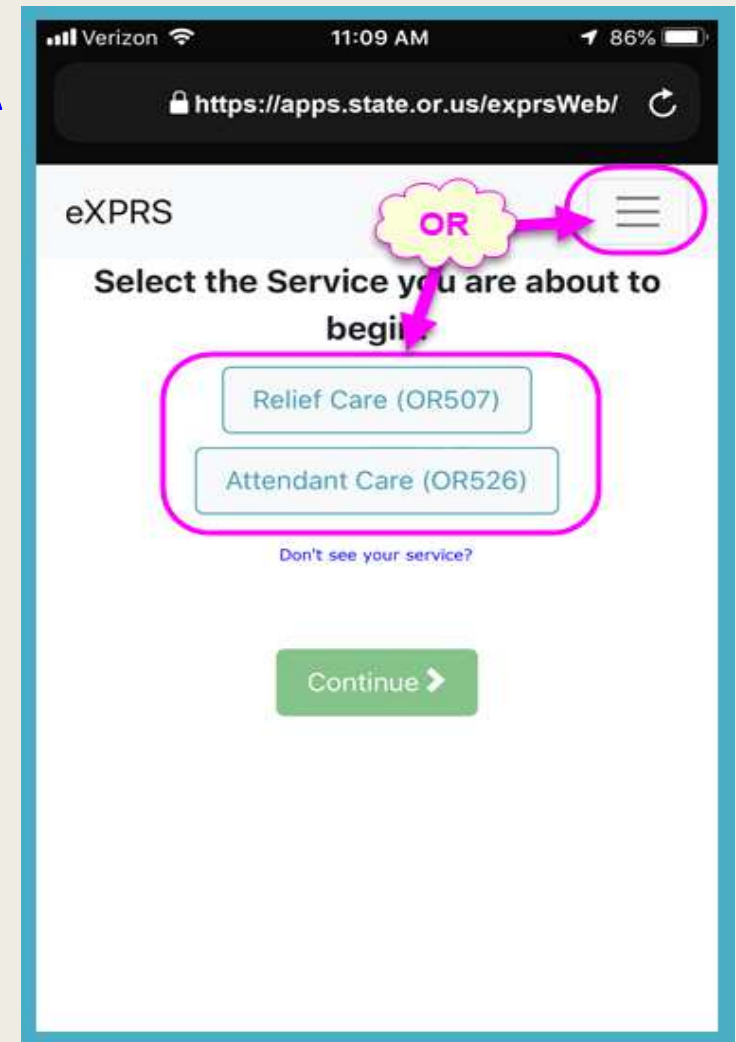 Verizon 11:09 AM 86%
https://apps.state.or.us/exprsWeb/
eXPRS
OR
Select the Service you are about to
Relief Care (OR507)
Attendant Care (OR526)
Don't see your service?
Continue